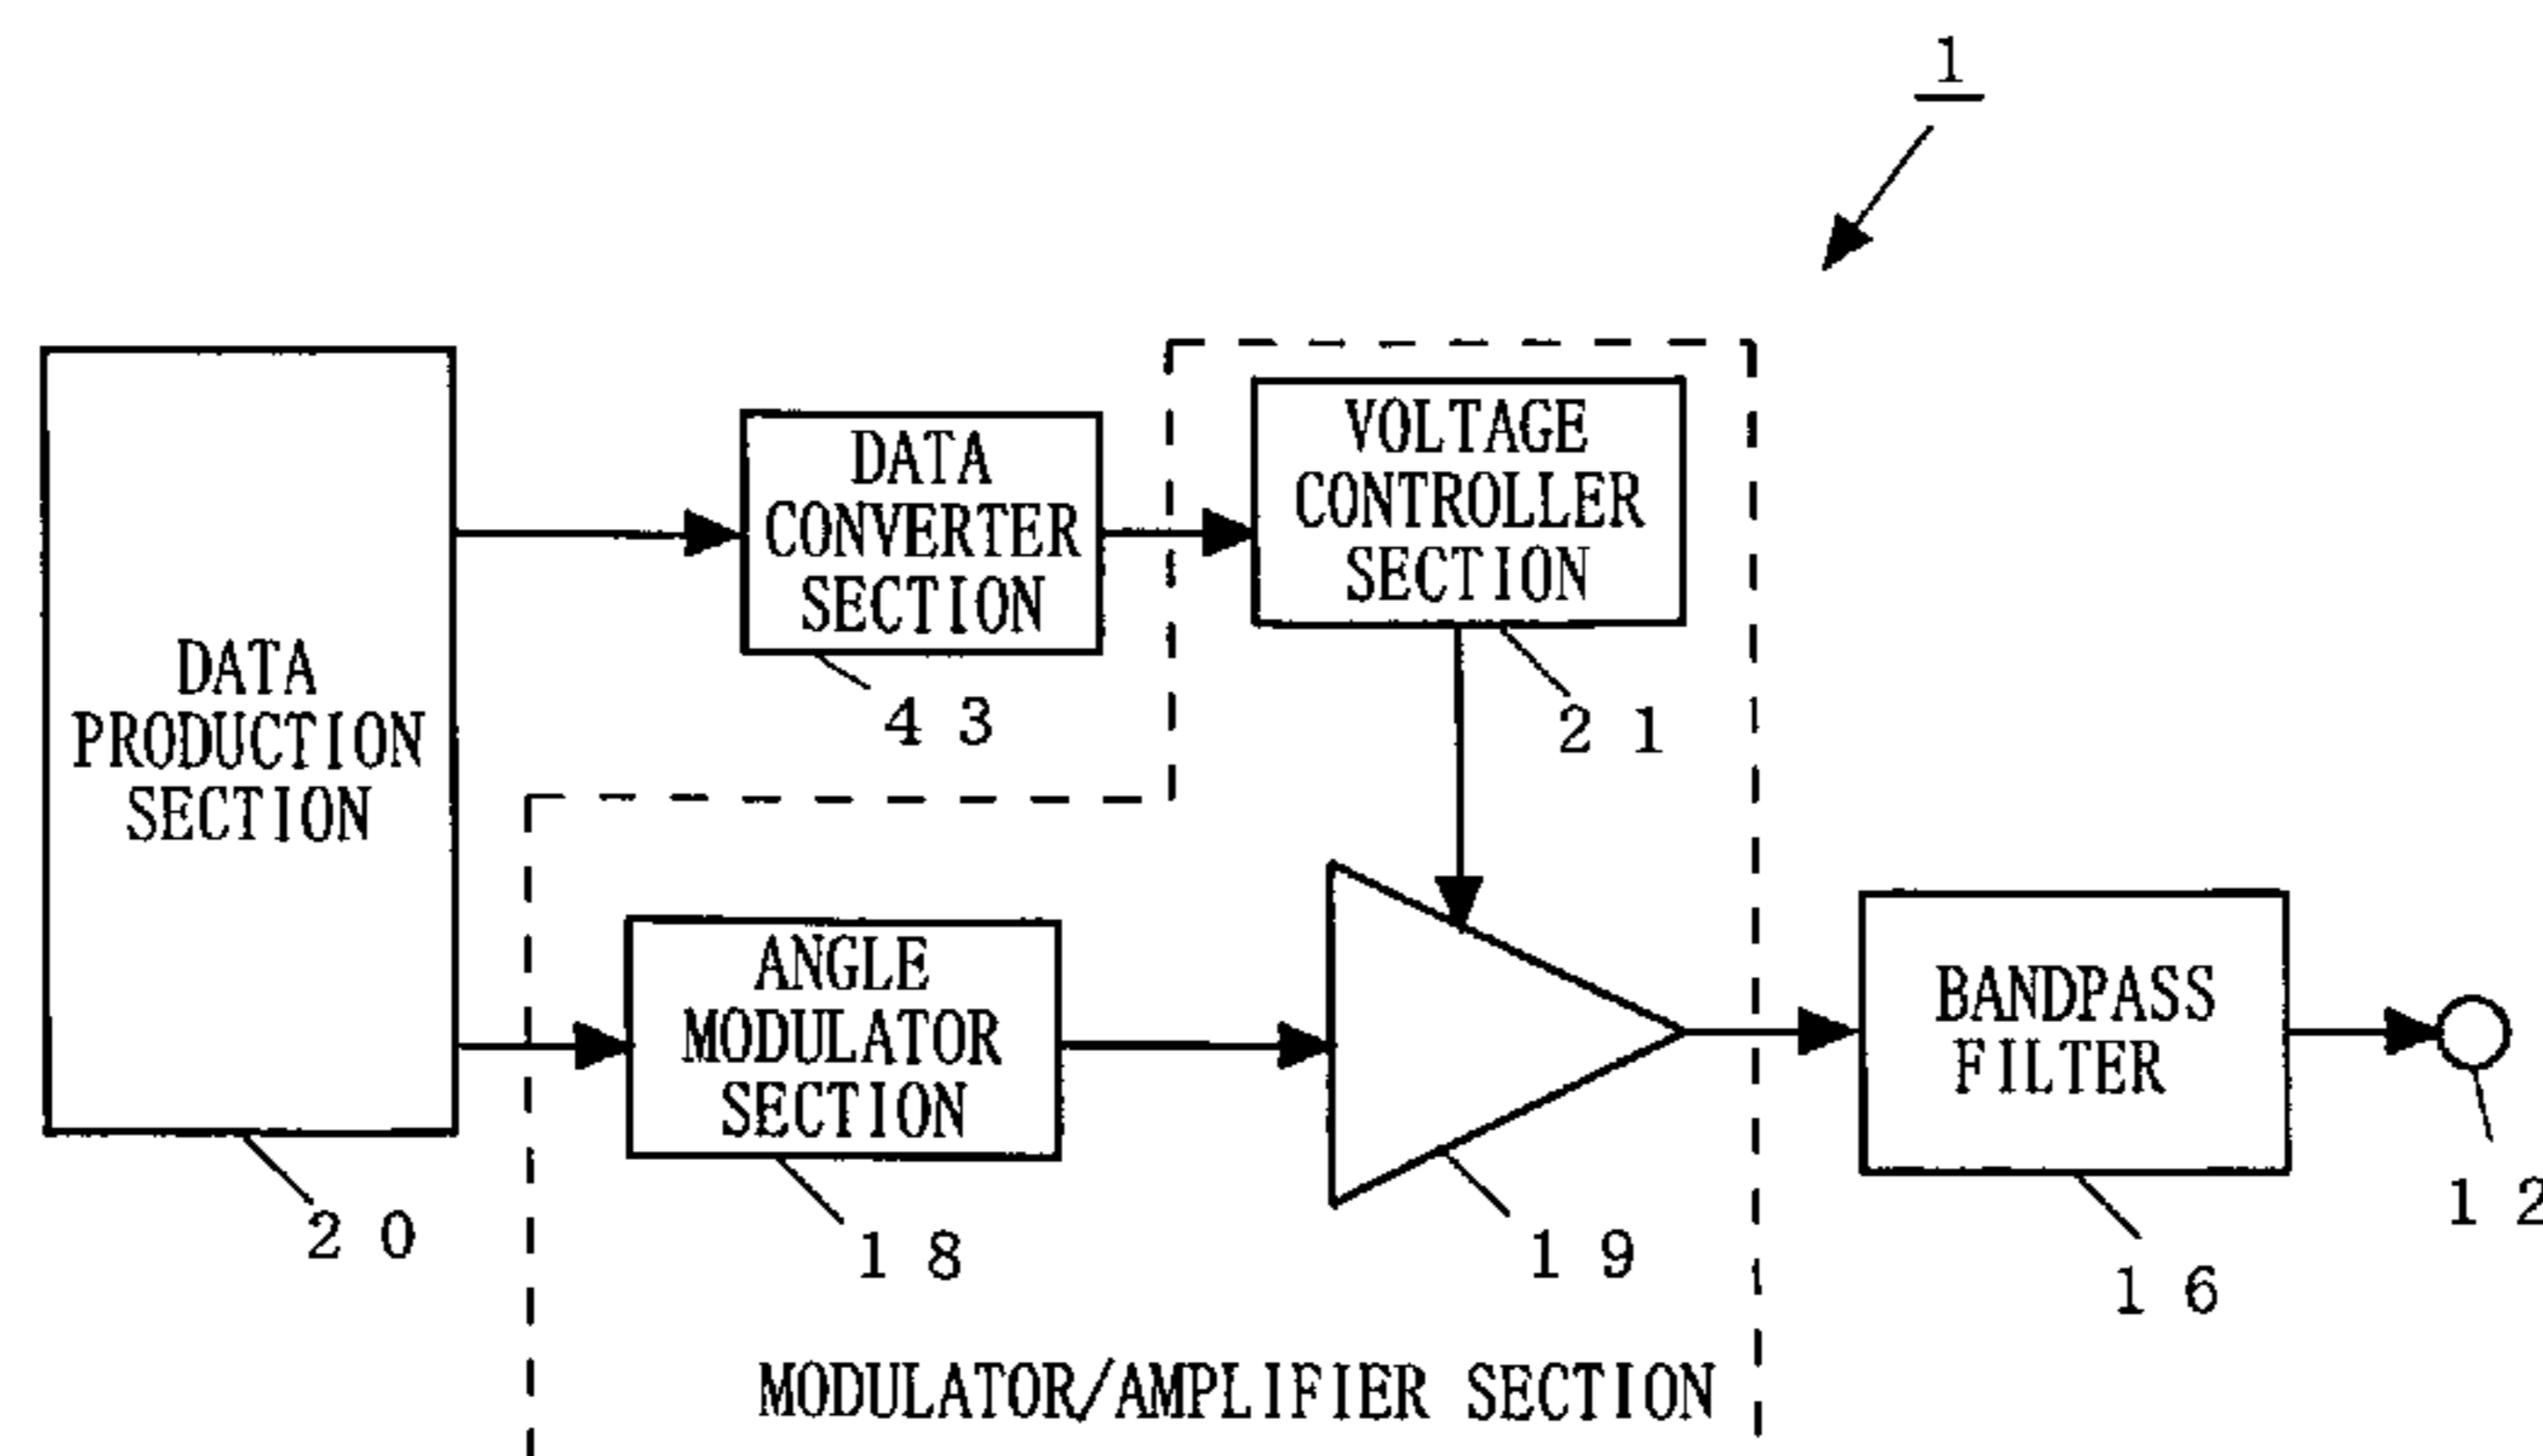 1
DATA
PRODUCTION
SECTION
20
DATA
CONVERTER
SECTION
43
VOLTAGE
CONTROLLER
SECTION
21
ANGLE
MODULATOR
SECTION
18
19
BANDPASS
FILTER
16
12
MODULATOR/AMPLIFIER SECTION